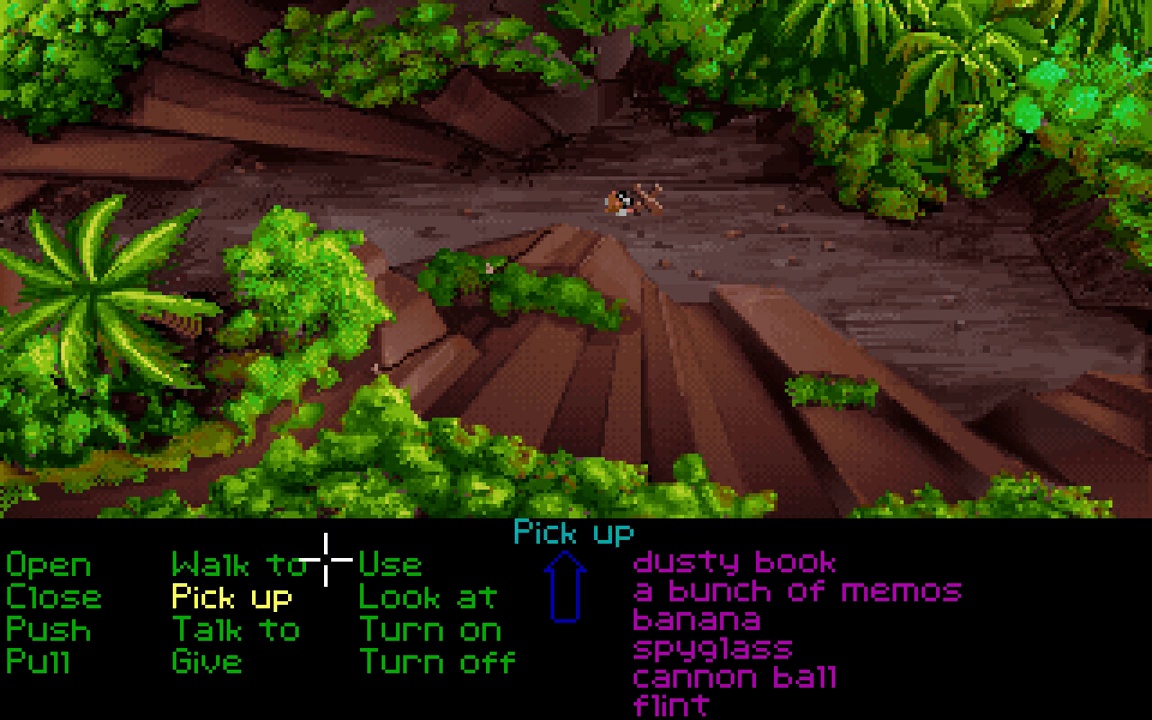 Pick up
Open Walk to Use
Close Pick up Look at
Push Talk to Turn on
Pull Give Turn off
dusty book
a bunch of memos
banana
spyglass
cannon ball
flint